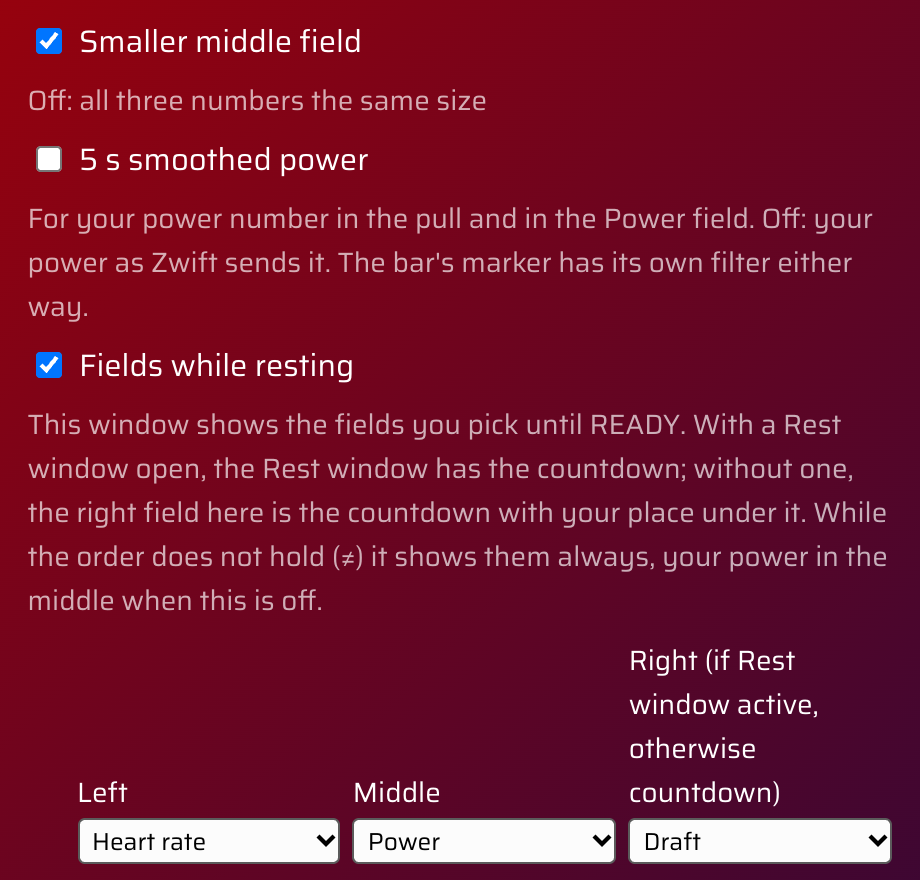 Smaller middle field
Off: all three numbers the same size
5 s smoothed power
For your power number in the pull and in the Power field. Off: your
power as Zwift sends it. The bar's marker has its own filter either
way.
Fields while resting
This window shows the fields you pick until READY. With a Rest
window open, the Rest window has the countdown; without one,
the right field here is the countdown with your place under it. While
the order does not hold (≠) it shows them always, your power in the
middle when this is off.
Left
Middle
Right (if Rest
window active,
otherwise
countdown)
Heart rate
Power
Draft